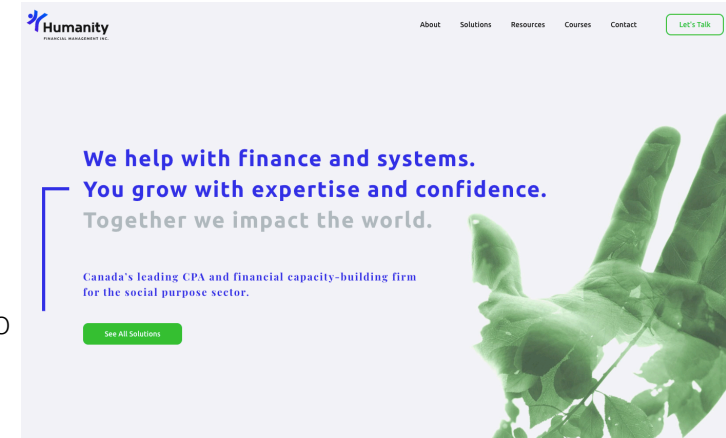 Humanity
FINANCIAL MANAGEMENT INC.
About Solutions Resources Courses Contact Let's Talk
We help with finance and systems.
You grow with expertise and confidence.
Together we impact the world.
Canada's leading CPA and financial capacity-building firm
for the social purpose sector.
See All Solutions